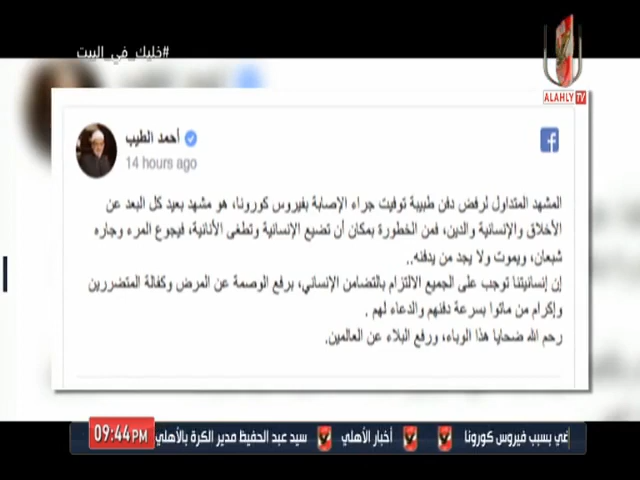 #خليك_في_البيت
ALAHLY TV
أحمد الطيب
14 hours ago
المشهد المتداول لرفض دفن طبيبة توفيت جراء الإصابة بفيروس كورونا، هو مشهد بعيد كل البعد عن
الأخلاق والإنسانية والدين، فمن الخطورة بمكان أن تضيع الإنسانية وتطغى الأنانية، فيجوع المرء وجاره
شبعان، ويموت ولا يجد من يدفنه..
إن إنسانيتنا توجب على الجميع الالتزام بالتضامن الإنساني، برفع الوصمة عن المرض وكفالة المتضررين
وإكرام من ماتوا بسرعة دفنهم والدعاء لهم .
رحم الله ضحايا هذا الوباء، ورفع البلاء عن العالمين.
غي بسبب فيروس كورونا أخبار الأهلي سيد عبد الحفيظ مدير الكرة بالأهلي
09:44 PM